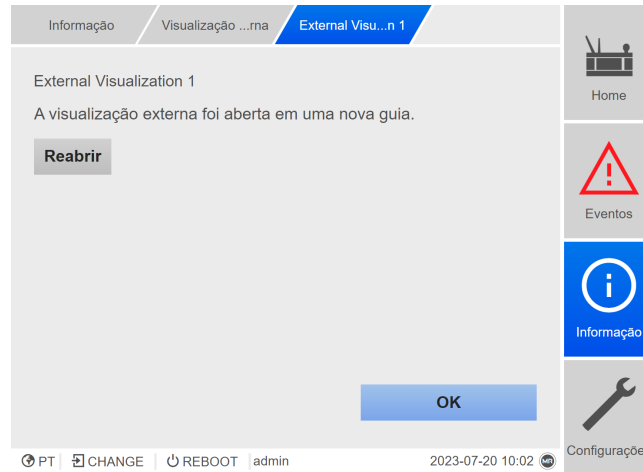 Informação
Visualização ...rna
External Visu...n 1
External Visualization 1
A visualização externa foi aberta em uma nova guia.
Reabrir
OK
Home
Eventos
Informação
Configuraçõe
PT CHANGE REBOOT admin 2023-07-20 10:02 MR